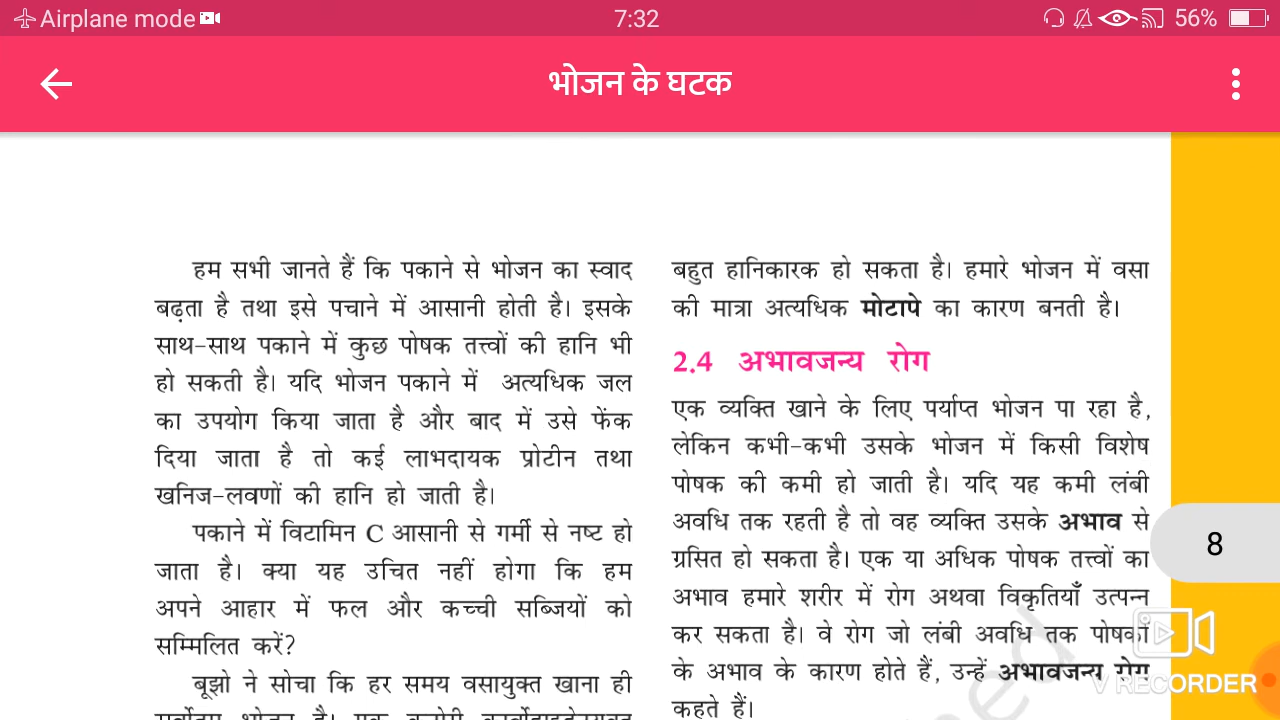 Airplane mode
7:32
56%
भोजन के घटक
हम सभी जानते हैं कि पकाने से भोजन का स्वाद
बढ़ता है तथा इसे पचाने में आसानी होती है। इसके
साथ-साथ पकाने में कुछ पोषक तत्त्वों की हानि भी
हो सकती है। यदि भोजन पकाने में अत्यधिक जल
का उपयोग किया जाता है और बाद में उसे फेंक
दिया जाता है तो कई लाभदायक प्रोटीन तथा
खनिज-लवणों की हानि हो जाती है।
पकाने में विटामिन C आसानी से गर्मी से नष्ट हो
जाता है। क्या यह उचित नहीं होगा कि हम
अपने आहार में फल और कच्ची सब्जियों को
सम्मिलित करें?
बूझो ने सोचा कि हर समय वसायुक्त खाना ही
बहुत हानिकारक हो सकता है। हमारे भोजन में वसा
की मात्रा अत्यधिक मोटापे का कारण बनती है।
2.4 अभावजन्य रोग
एक व्यक्ति खाने के लिए पर्याप्त भोजन पा रहा है,
लेकिन कभी-कभी उसके भोजन में किसी विशेष
पोषक की कमी हो जाती है। यदि यह कमी लंबी
अवधि तक रहती है तो वह व्यक्ति उसके अभाव से
ग्रसित हो सकता है। एक या अधिक पोषक तत्त्वों का
अभाव हमारे शरीर में रोग अथवा विकृतियाँ उत्पन्न
कर सकता है। वे रोग जो लंबी अवधि तक पोषकों
के अभाव के कारण होते हैं, उन्हें अभावजन्य रोग
कहते हैं।
8
V RECORDER